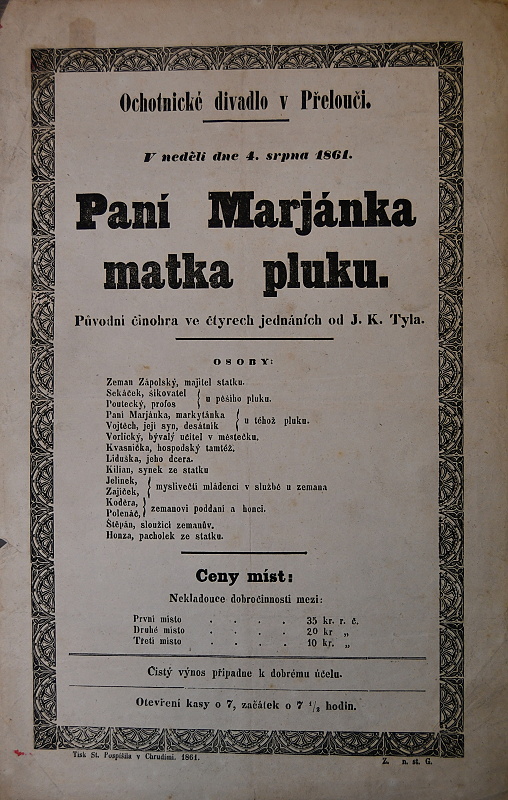 Ochotnické divadlo v Přelouči.
V neděli dne 4. srpna 1861.
Paní Marjánka
matka pluku.
Původní činohra ve čtyrech jednáních od J. K. Tyla.
OSOBY:
Zeman Zápolský, majitel statku.
Sekáček, šikovatel
Poutecký, profos
u pěšího pluku.
Paní Marjánka, markytánka
Vojtěch, její syn, desátník
u téhož pluku.
Vorlický, bývalý učitel v městečku.
Kvasnička, hospodský tamtéž.
Liduška, jeho dcera.
Kilian, synek ze statku
Jelínek,
Zajíček,
myslivečtí mládenci v službě u zemana
Koděra,
Polenáč,
zemanovi poddaní a honci.
Štěpán, sloužící zemanův.
Honza, pacholek ze statku.
Ceny míst:
Nekladouce dobročinnosti mezí:
První místo . . . . 35 kr. r. č.
Druhé místo . . . . 20 kr „
Třetí místo . . . . 10 kr. „
Čistý výnos připadne k dobrému účelu.
Otevření kasy o 7, začátek o 7 1/2 hodin.
Tisk St. Pospíšila v Chrudimi. 1861.
Z. n. st. G.